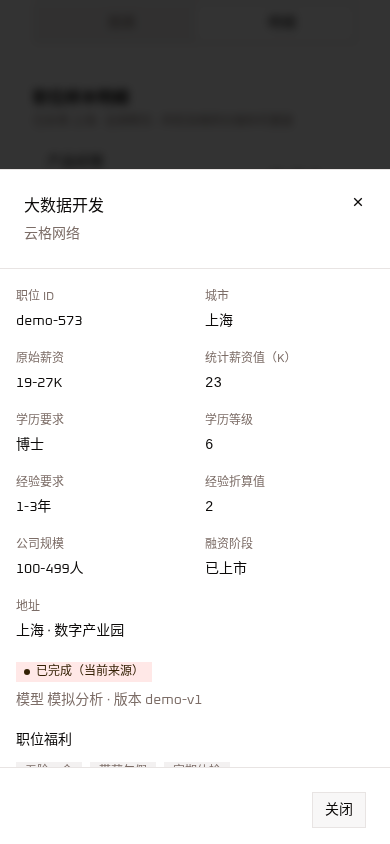 大数据开发
×
云格网络
职位 ID
城市
demo-573
上海
原始薪资
统计薪资值（K）
19-27K
23
学历要求
学历等级
博士
6
经验要求
经验折算值
1-3年
2
公司规模
融资阶段
100-499人
已上市
地址
上海 · 数字产业园
已完成（当前来源）
模型 模拟分析 · 版本 demo-v1
职位福利
关闭